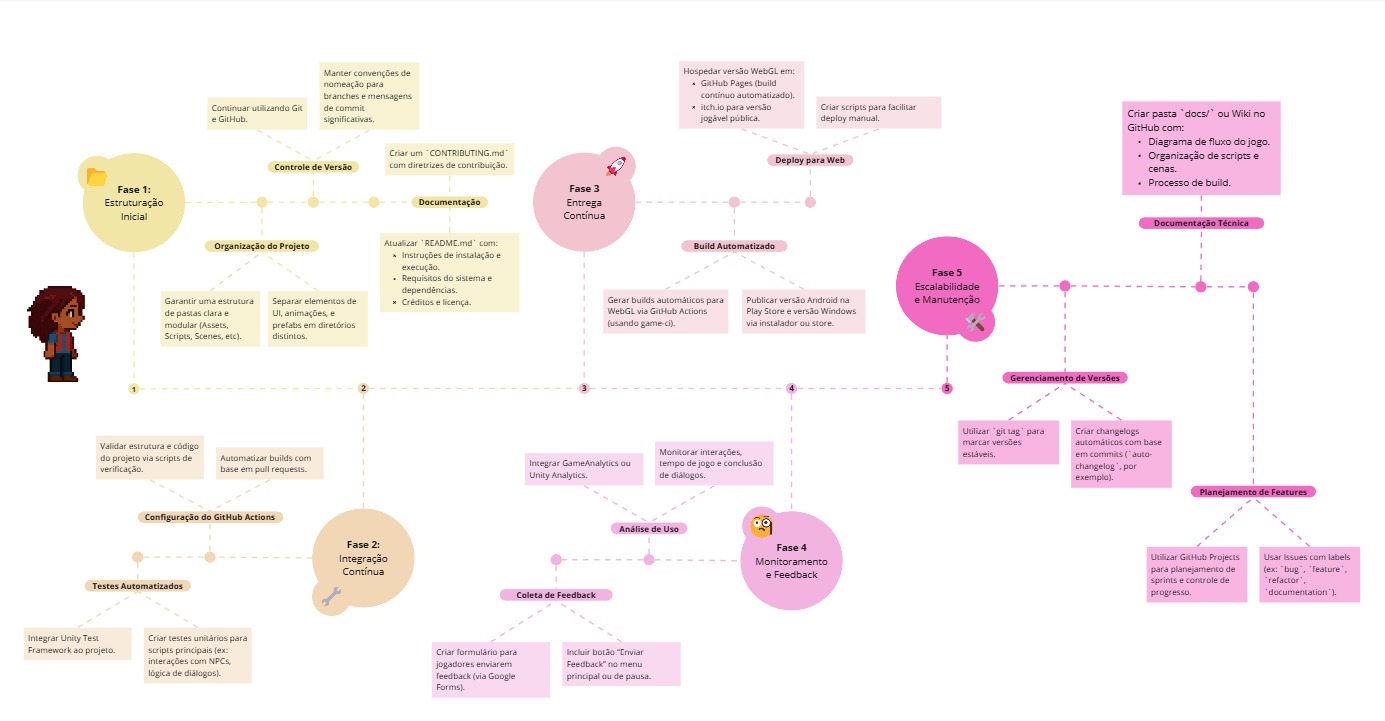 Fase 1:
Estruturação
Inicial
Controle de Versão
Continuar utilizando Git
e GitHub.
Manter convenções de
nomeação para
branches e mensagens
de commit
significativas.
Documentação
Criar um `CONTRIBUTING.md`
com diretrizes de contribuição.
Atualizar `README.md` com:
Instruções de instalação e
execução.
Requisitos do sistema e
dependências.
Créditos e licença.
Organização do Projeto
Garantir uma estrutura
de pastas clara e
modular (Assets,
Scripts, Scenes, etc).
Separar elementos de
UI, animações, e
prefabs em diretórios
distintos.
Fase 3
Entrega
Contínua
Deploy para Web
Hospedar versão WebGL em:
GitHub Pages (build
contínuo automatizado).
itch.io para versão
jogável pública.
Criar scripts para facilitar
deploy manual.
Build Automatizado
Gerar builds automáticos para
WebGL via GitHub Actions
(usando game-ci).
Publicar versão Android na
Play Store e versão Windows
via instalador ou store.
Fase 5
Escalabilidade
e Manutenção
Criar pasta `docs/` ou Wiki no
GitHub com:
Diagrama de fluxo do jogo.
Organização de scripts e
cenas.
Processo de build.
Documentação Técnica
Gerenciamento de Versões
Utilizar `git tag` para
marcar versões
estáveis.
Criar changelogs
automáticos com base
em commits (`auto-
changelog`, por
exemplo).
Planejamento de Features
Utilizar GitHub Projects
para planejamento de
sprints e controle de
progresso.
Usar Issues com labels
(ex: `bug`, `feature`,
`refactor`,
`documentation`).
1
2
3
4
5
Validar estrutura e código
do projeto via scripts de
verificação.
Automatizar builds com
base em pull requests.
Configuração do GitHub Actions
Fase 2:
Integração
Contínua
Testes Automatizados
Integrar Unity Test
Framework ao projeto.
Criar testes unitários para
scripts principais (ex:
interações com NPCs,
lógica de diálogos).
Integrar GameAnalytics ou
Unity Analytics.
Monitorar interações,
tempo de jogo e conclusão
de diálogos.
Análise de Uso
Fase 4
Monitoramento
e Feedback
Coleta de Feedback
Criar formulário para
jogadores enviarem
feedback (via Google
Forms).
Incluir botão “Enviar
Feedback” no menu
principal ou de pausa.